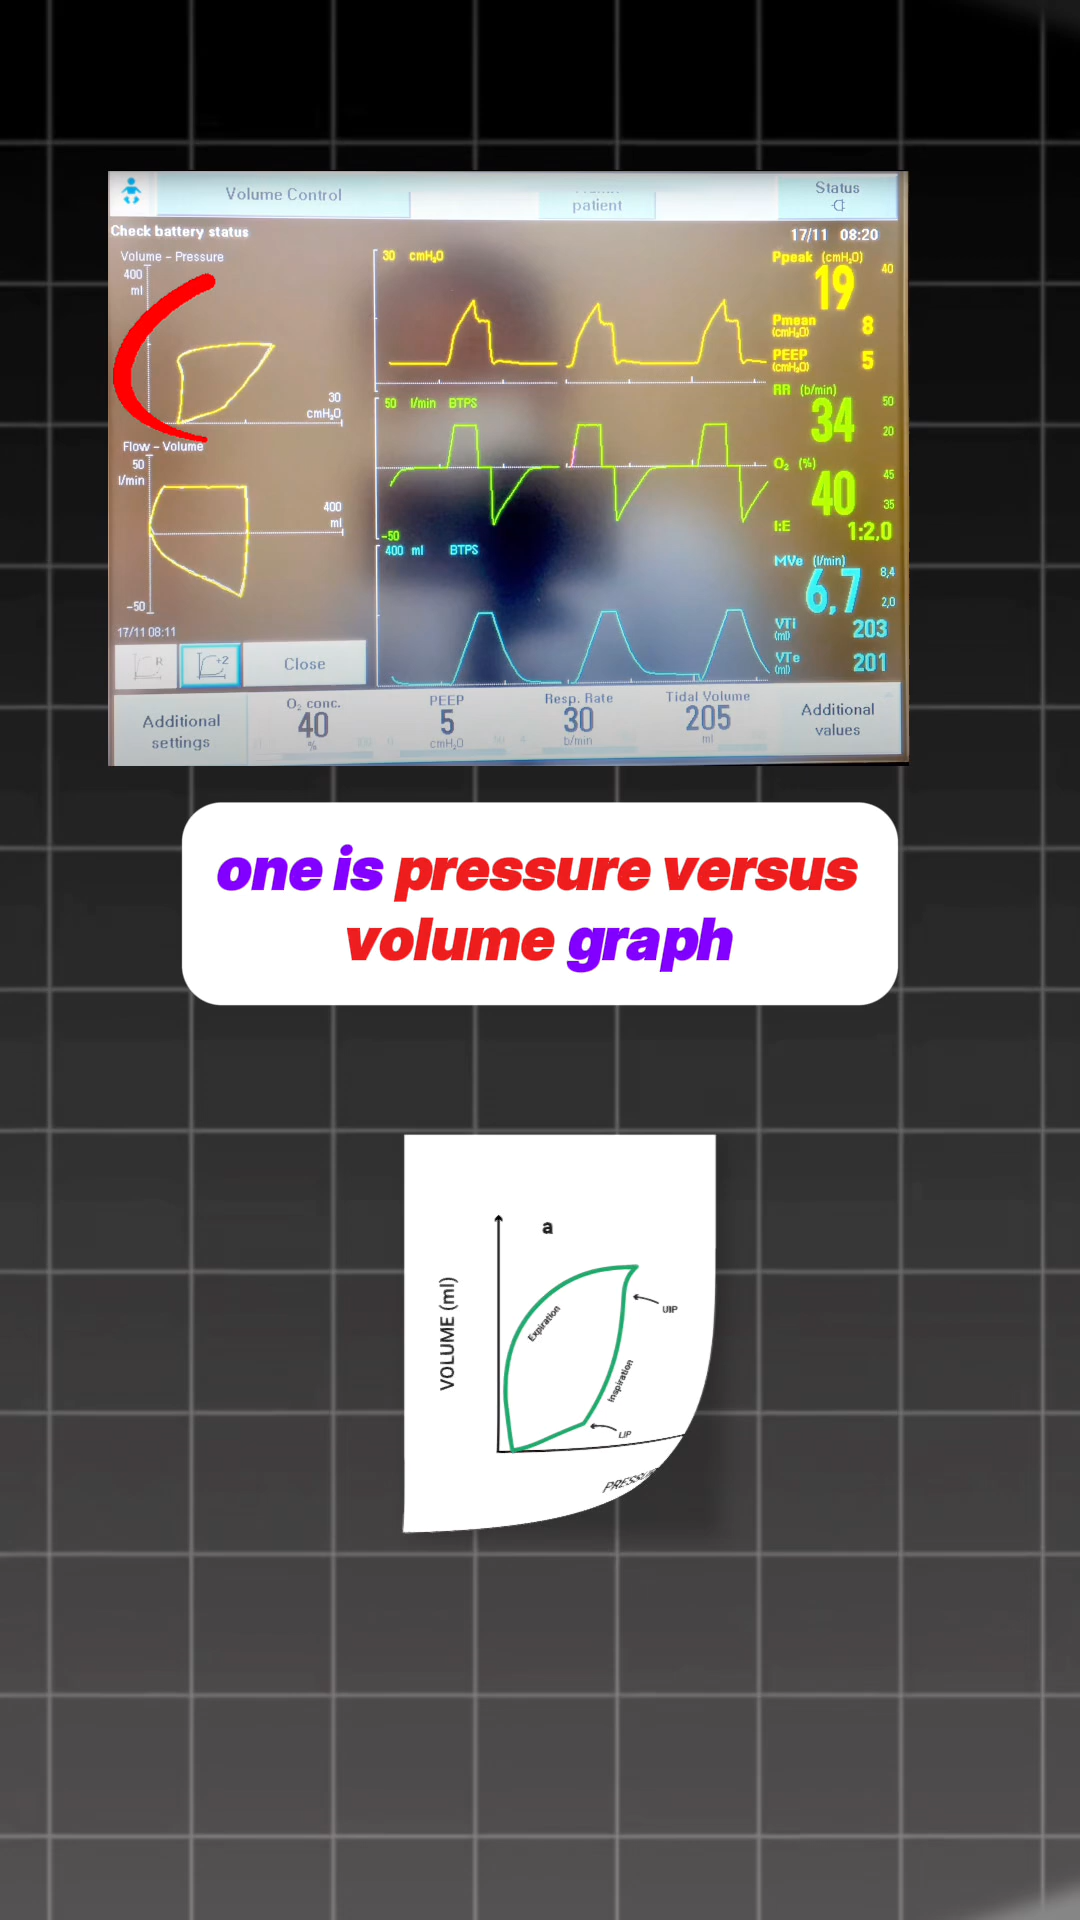 Volume Control
patient
Status
Check battery status
17/11 08:20
Volume - Pressure
400
ml
30
cmH₂O
Flow - Volume
50
l/min
400
ml
-50
17/11 08:11
R
+2
Close
30 cmH₂O
50 l/min BTPS
-50
400 ml BTPS
Ppeak (cmH₂O)
40
19
Pmean
(cmH₂O)
8
PEEP
(cmH₂O)
5
RR (b/min)
50
34
20
O₂ (%)
45
40
35
I:E
1:2,0
MVe (l/min)
8,4
6,7
2,0
VTi
(ml)
203
VTe
(ml)
201
Additional
settings
O₂ conc.
40
%
PEEP
5
cmH₂O
Resp. Rate
30
b/min
Tidal Volume
205
ml
Additional
values
one is pressure versus
volume graph
a
VOLUME (ml)
Expiration
UIP
Inspiration
LIP